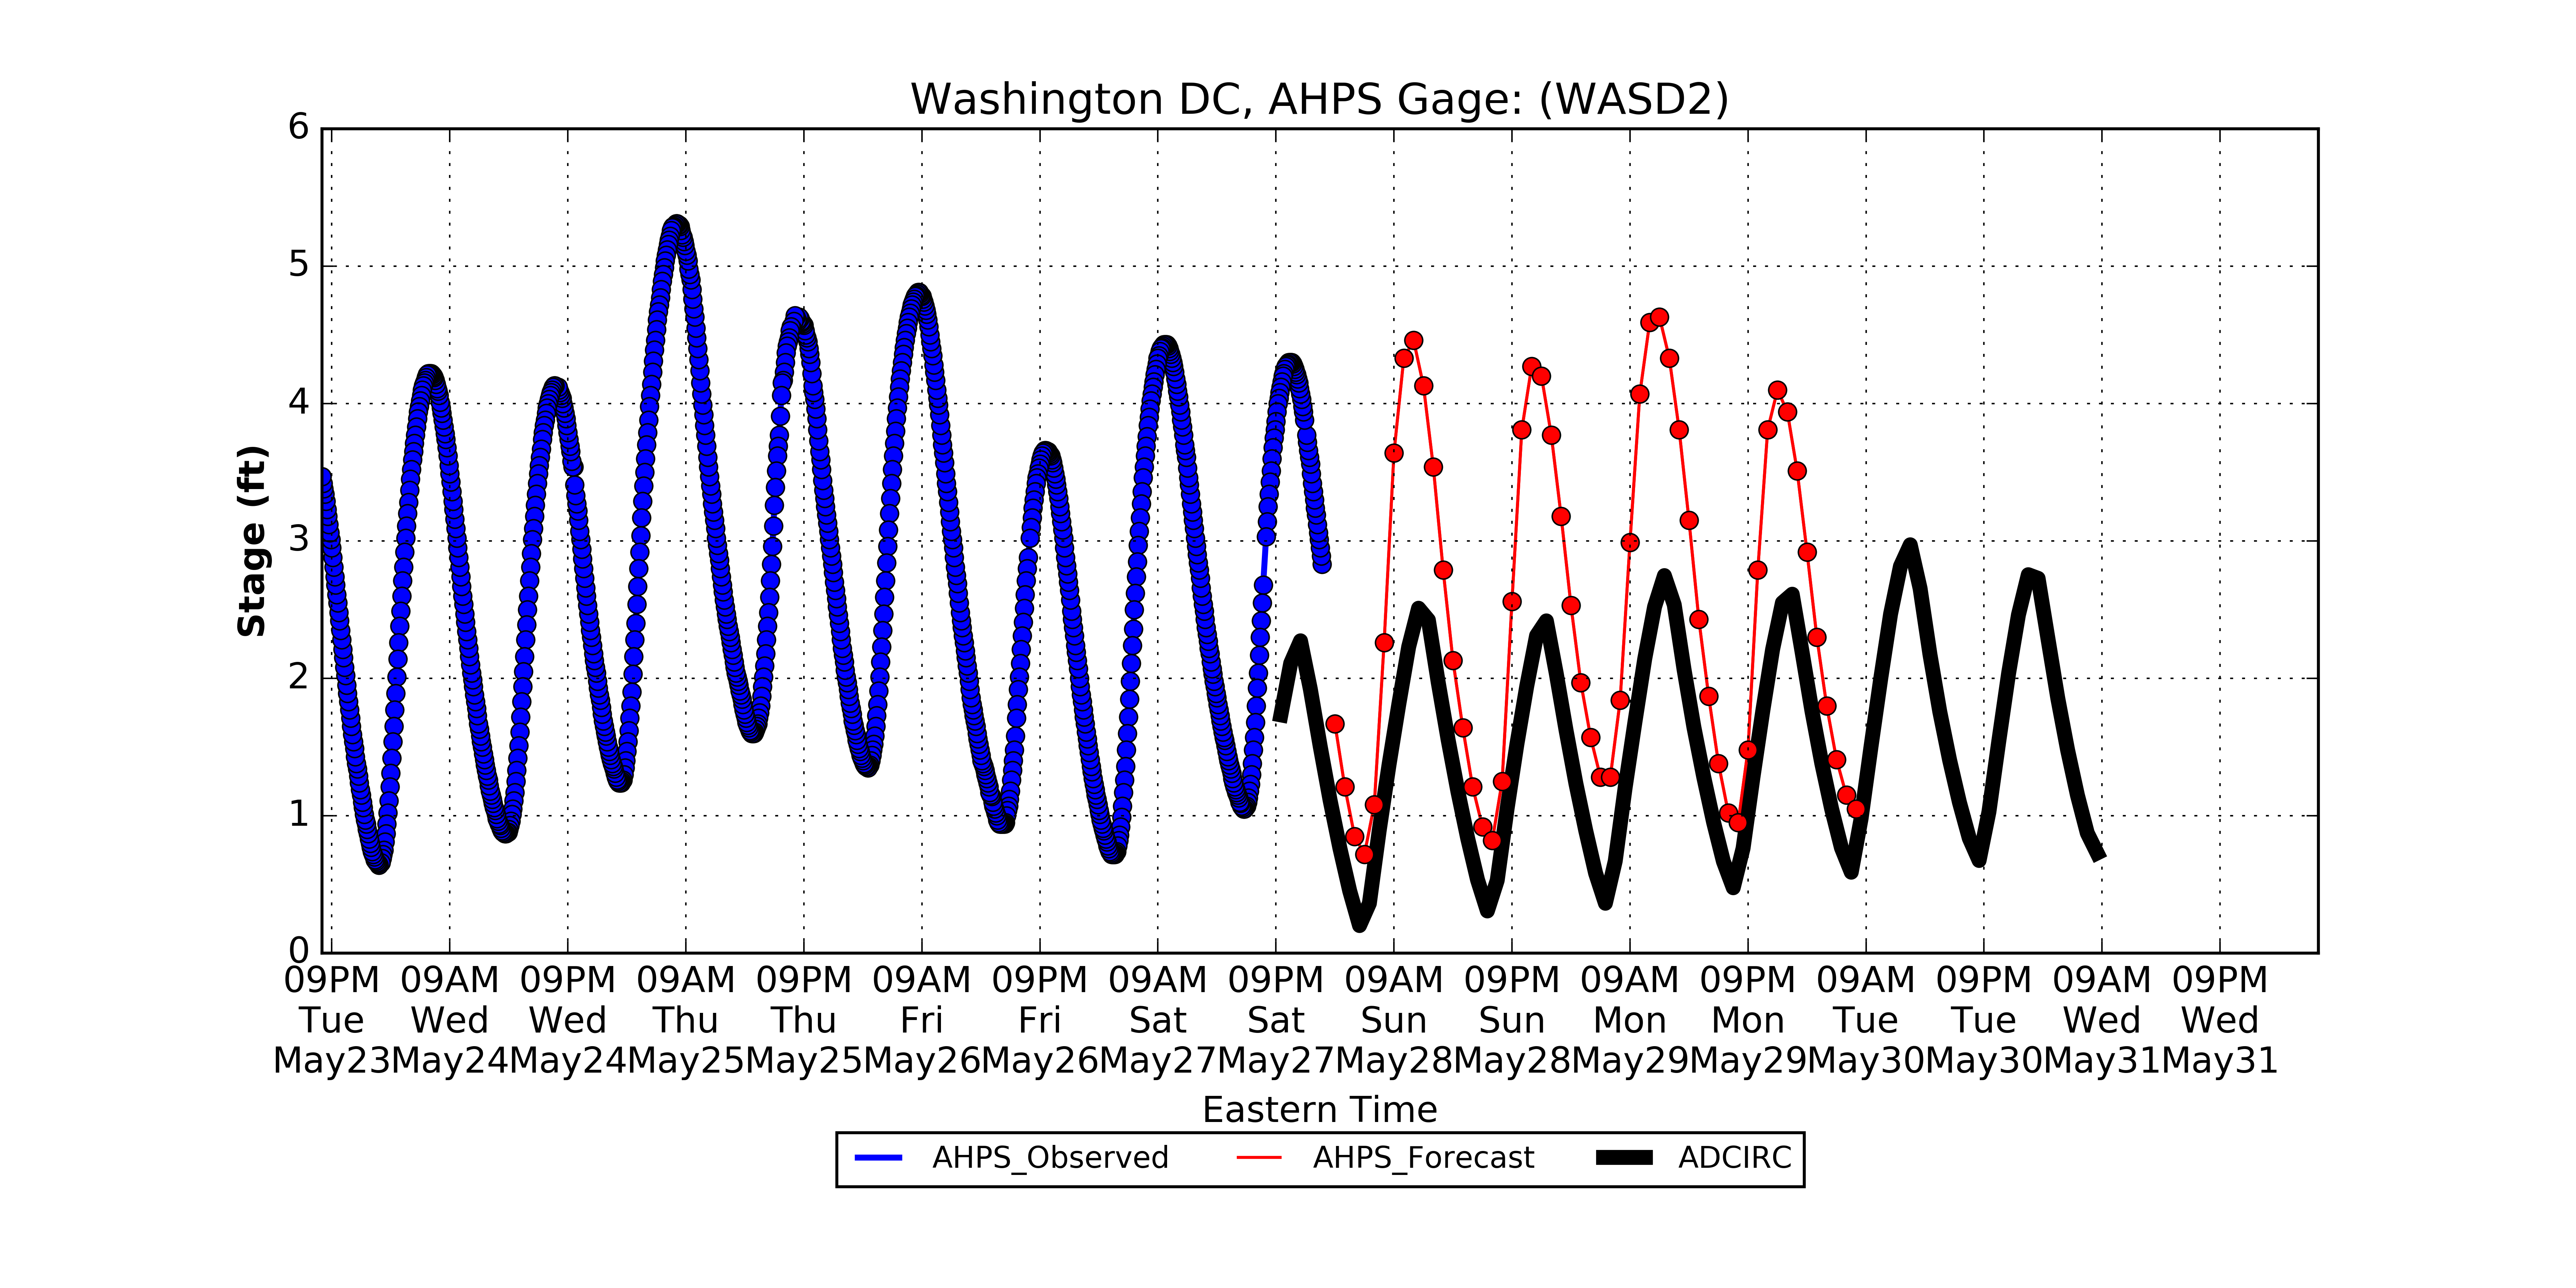 Washington DC, AHPS Gage: (WASD2)
6
5
4
3
2
1
0
Stage (ft)
09PM 09AM 09PM 09AM 09PM 09AM 09PM 09AM 09PM 09AM 09PM 09AM 09PM 09AM 09PM 09AM 09PM
Tue Wed Wed Thu Thu Fri Fri Sat Sat Sun Sun Mon Mon Tue Tue Wed Wed
May23 May24 May24 May25 May25 May26 May26 May27 May27 May28 May28 May29 May29 May30 May30 May31 May31
Eastern Time
AHPS_Observed AHPS_Forecast ADCIRC